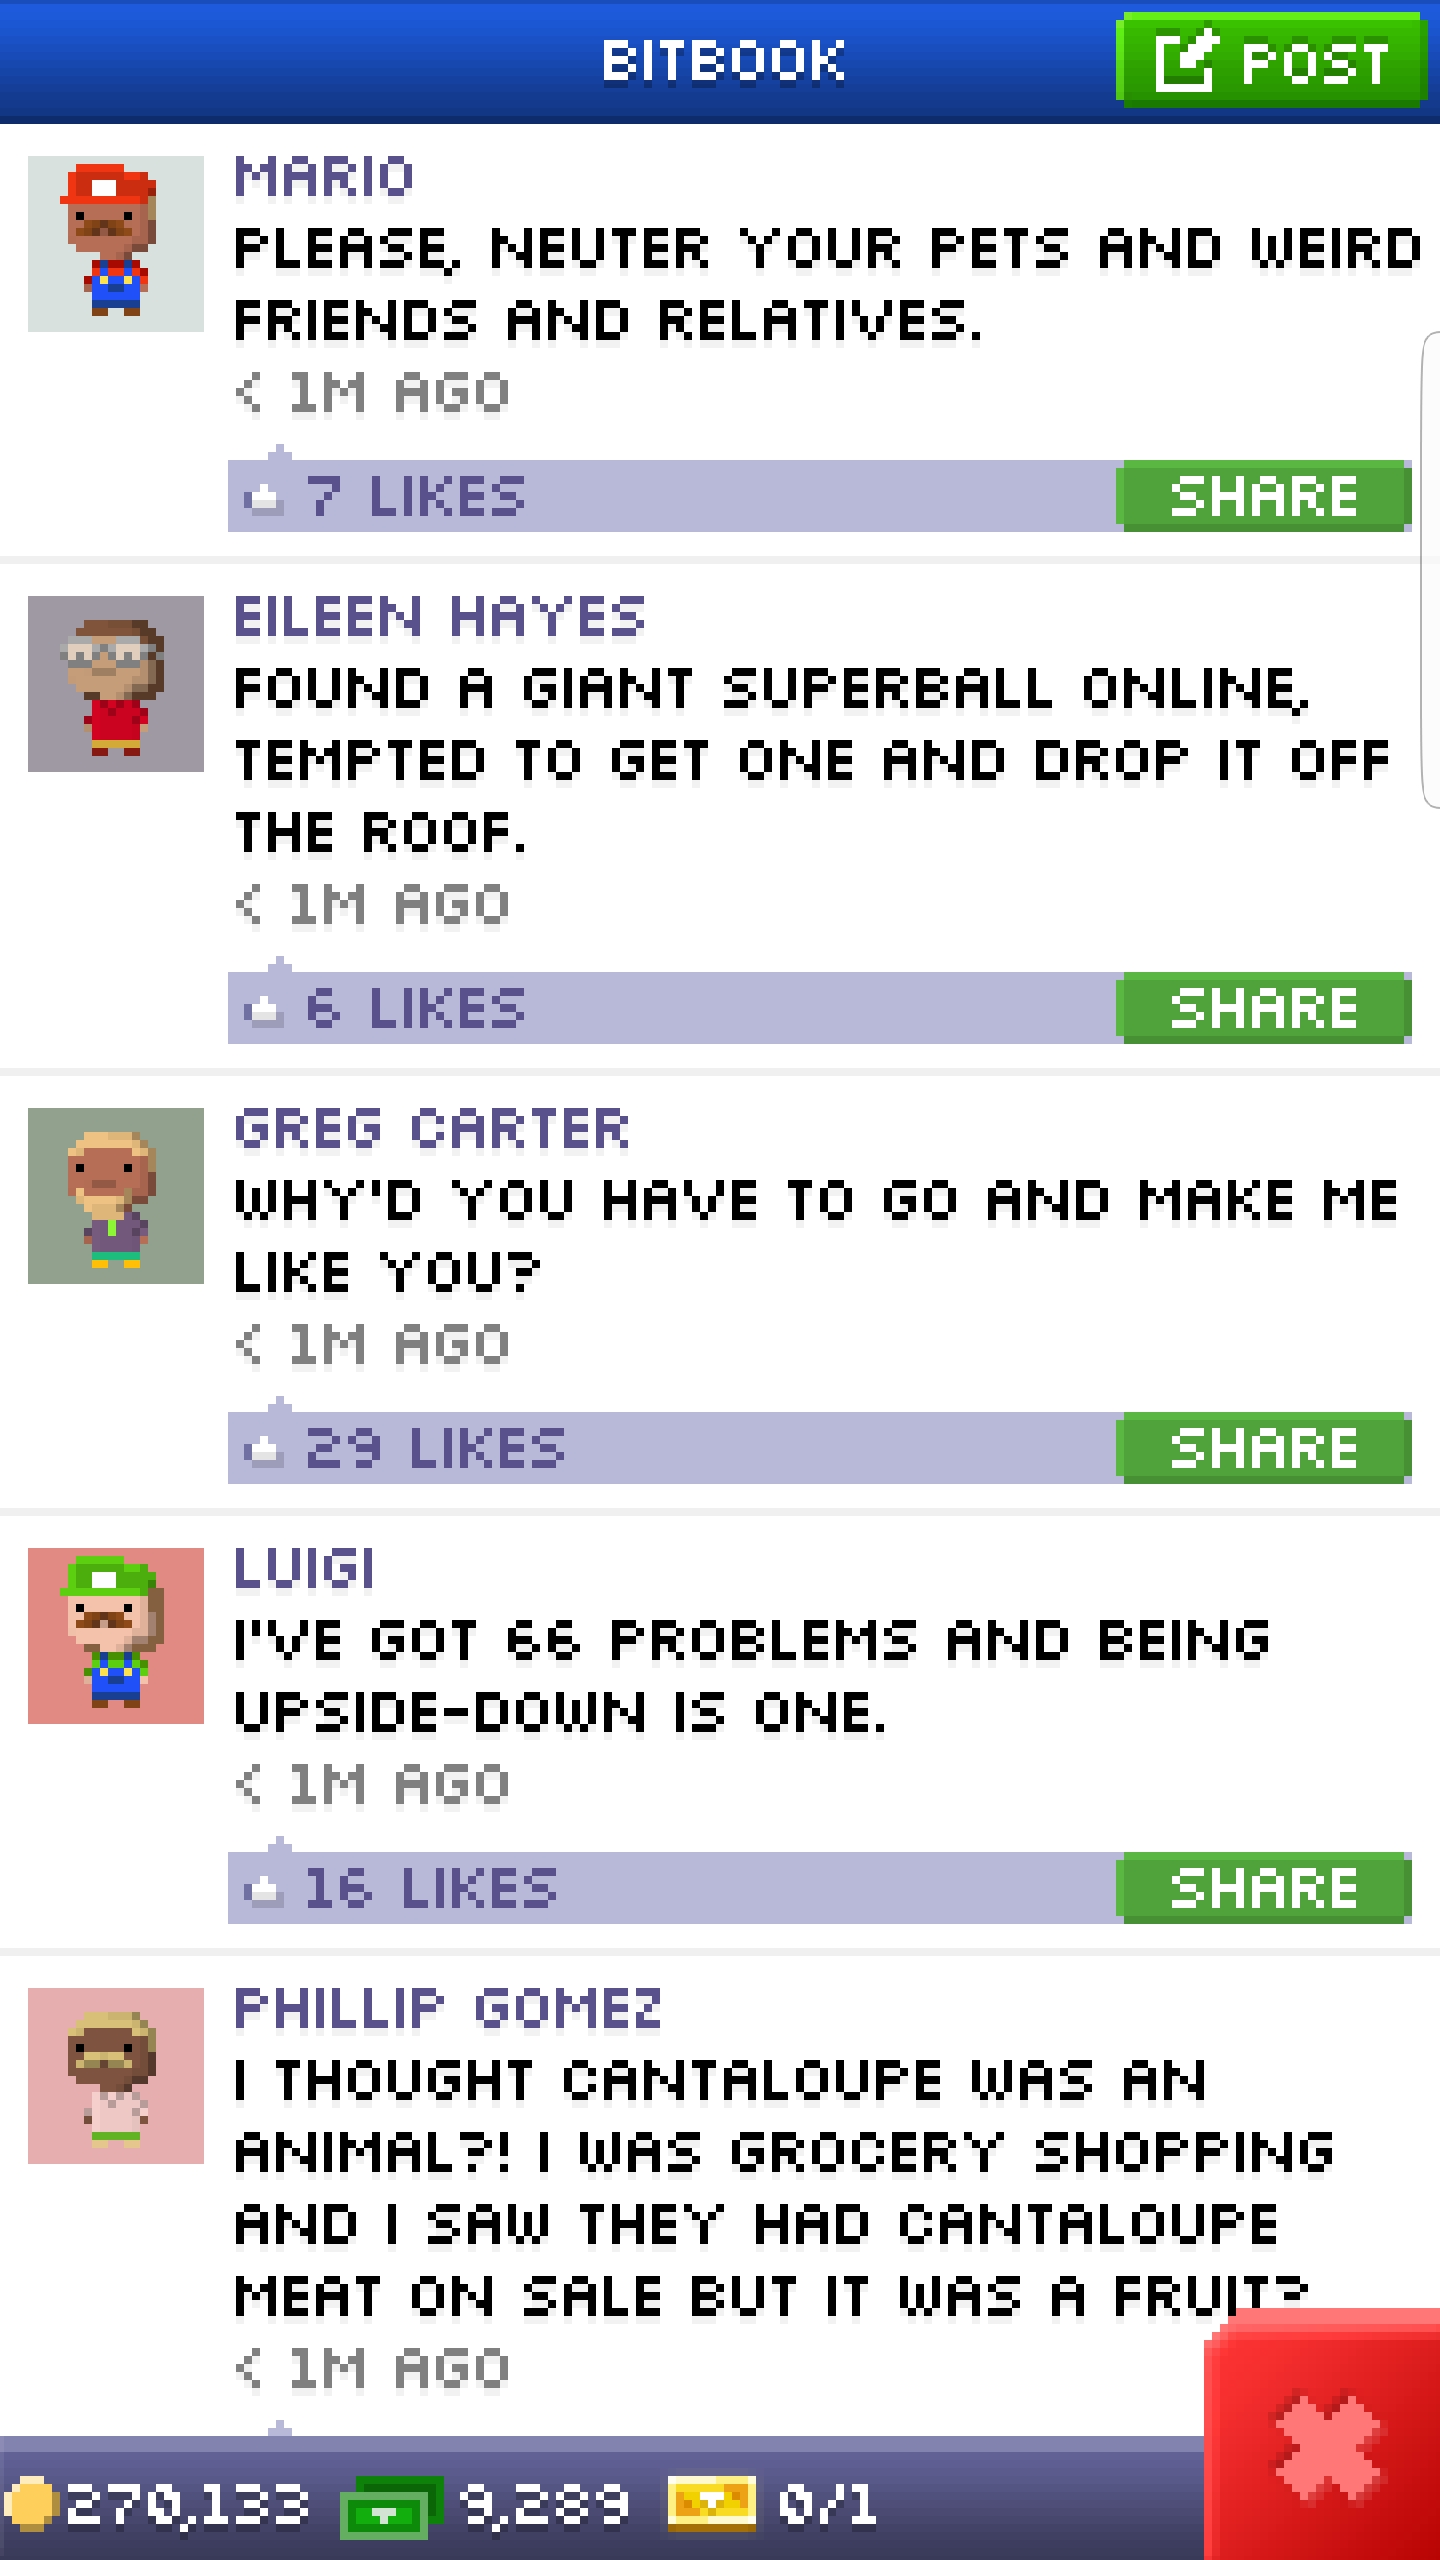 BITBOOK
POST
MARIO
PLEASE, NEUTER YOUR PETS AND WEIRD
FRIENDS AND RELATIVES.
< 1M AGO
7 LIKES
SHARE
EILEEN HAYES
FOUND A GIANT SUPERBALL ONLINE,
TEMPTED TO GET ONE AND DROP IT OFF
THE ROOF.
< 1M AGO
6 LIKES
SHARE
GREG CARTER
WHY'D YOU HAVE TO GO AND MAKE ME
LIKE YOU?
< 1M AGO
29 LIKES
SHARE
LUIGI
I'VE GOT 66 PROBLEMS AND BEING
UPSIDE-DOWN IS ONE.
< 1M AGO
16 LIKES
SHARE
PHILLIP GOMEZ
I THOUGHT CANTALOUPE WAS AN
ANIMAL?! I WAS GROCERY SHOPPING
AND I SAW THEY HAD CANTALOUPE
MEAT ON SALE BUT IT WAS A FRUIT?
< 1M AGO
270,133 9,289 0/1